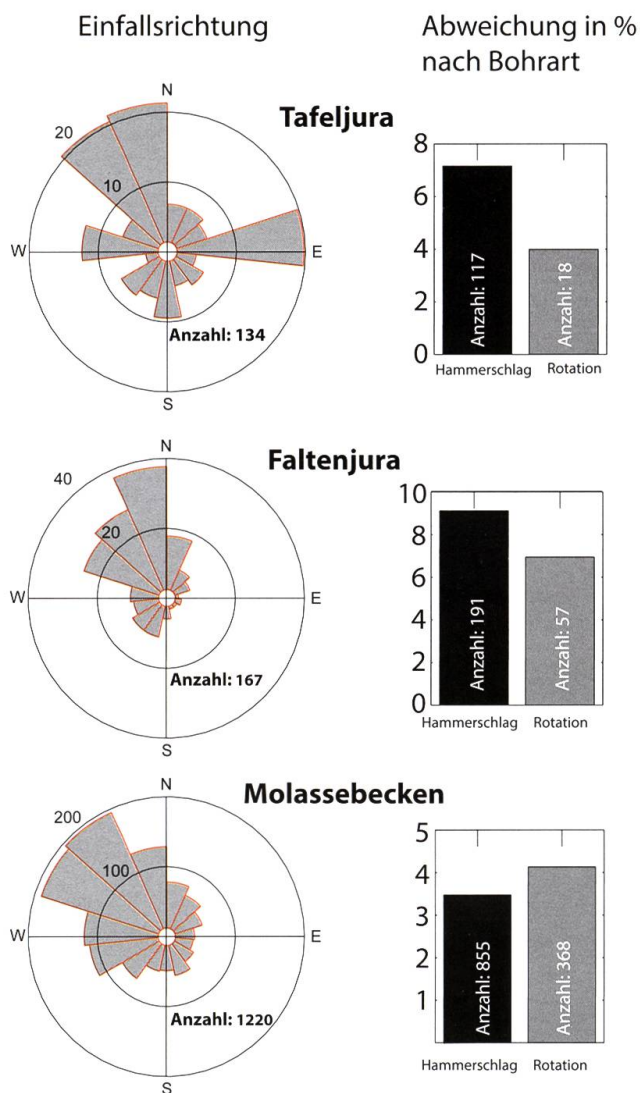 Einfallsrichtung
Abweichung in %
nach Bohrart
Tafeljura
N
20
10
W
E
S
Anzahl: 134
8
6
4
2
0
Anzahl: 117
Anzahl: 18
Hammerschlag
Rotation
Faltenjura
N
40
20
W
E
S
Anzahl: 167
10
8
6
4
2
0
Anzahl: 191
Anzahl: 57
Hammerschlag
Rotation
Molassebecken
N
200
100
W
E
S
Anzahl: 1220
5
4
3
2
1
Anzahl: 855
Anzahl: 368
Hammerschlag
Rotation